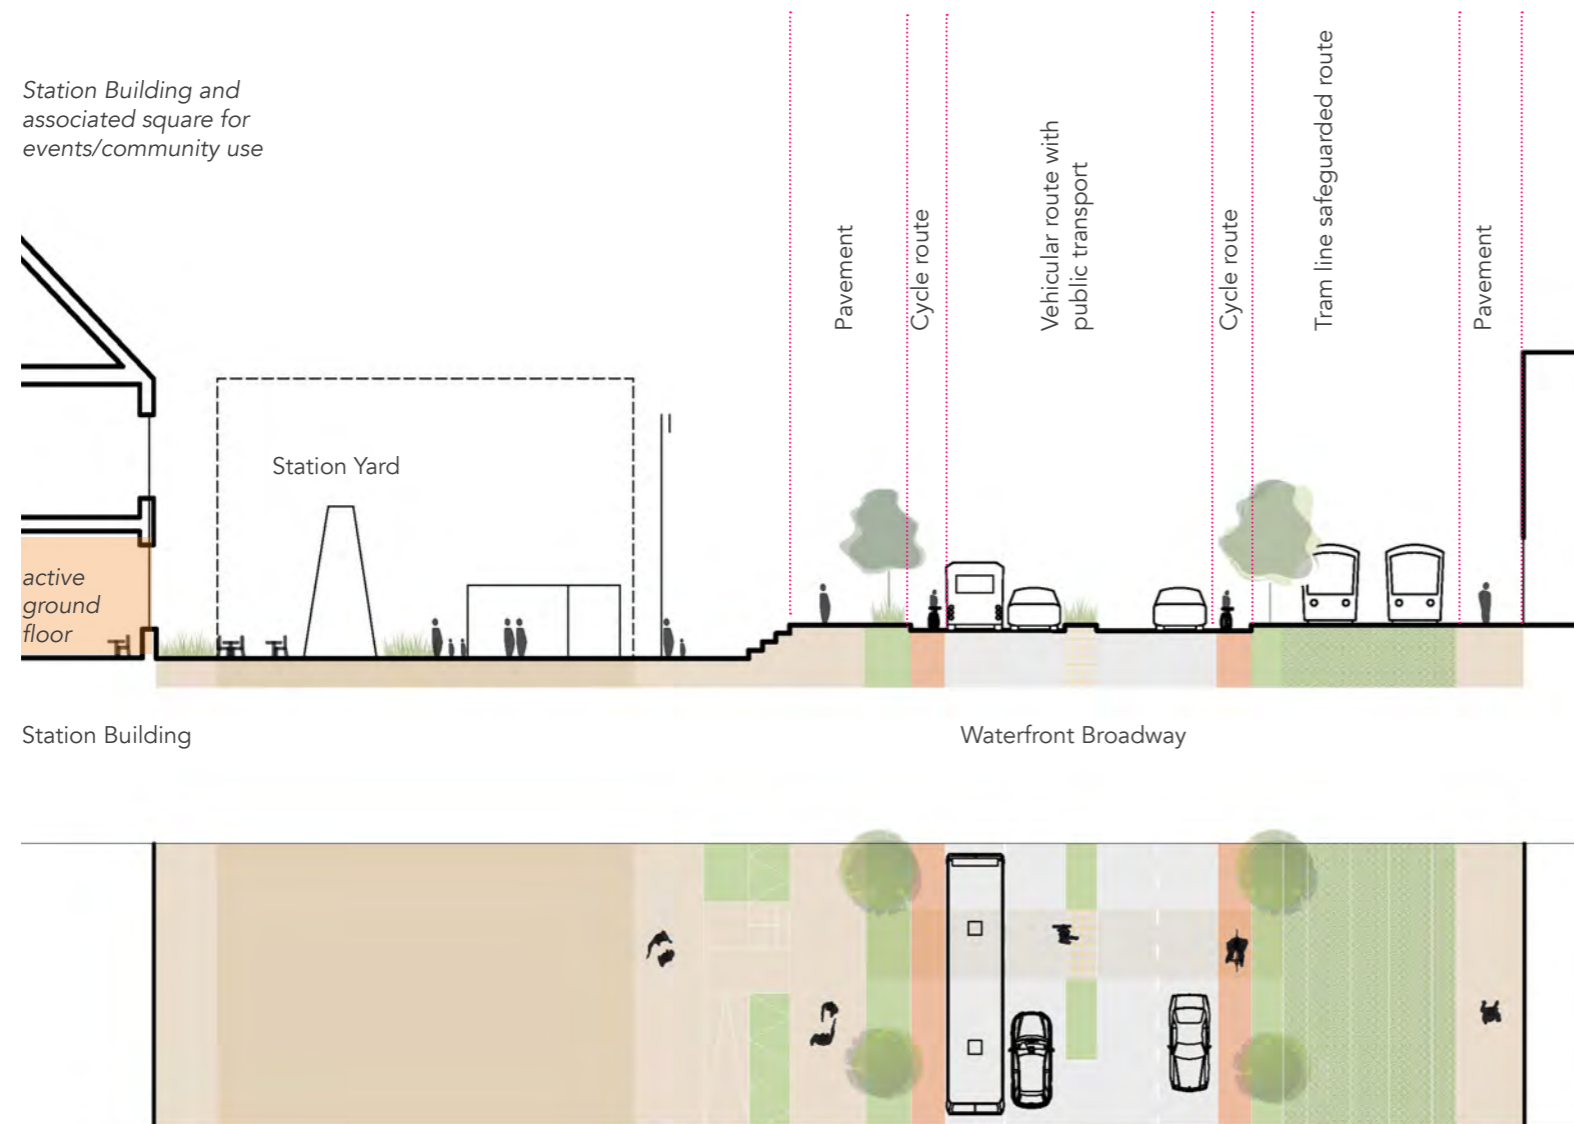 Station Building and
associated square for
events/community use
Pavement
Cycle route
Vehicular route with
public transport
Cycle route
Tram line safeguarded route
Pavement
Station Yard
active
ground
floor
Station Building
Waterfront Broadway